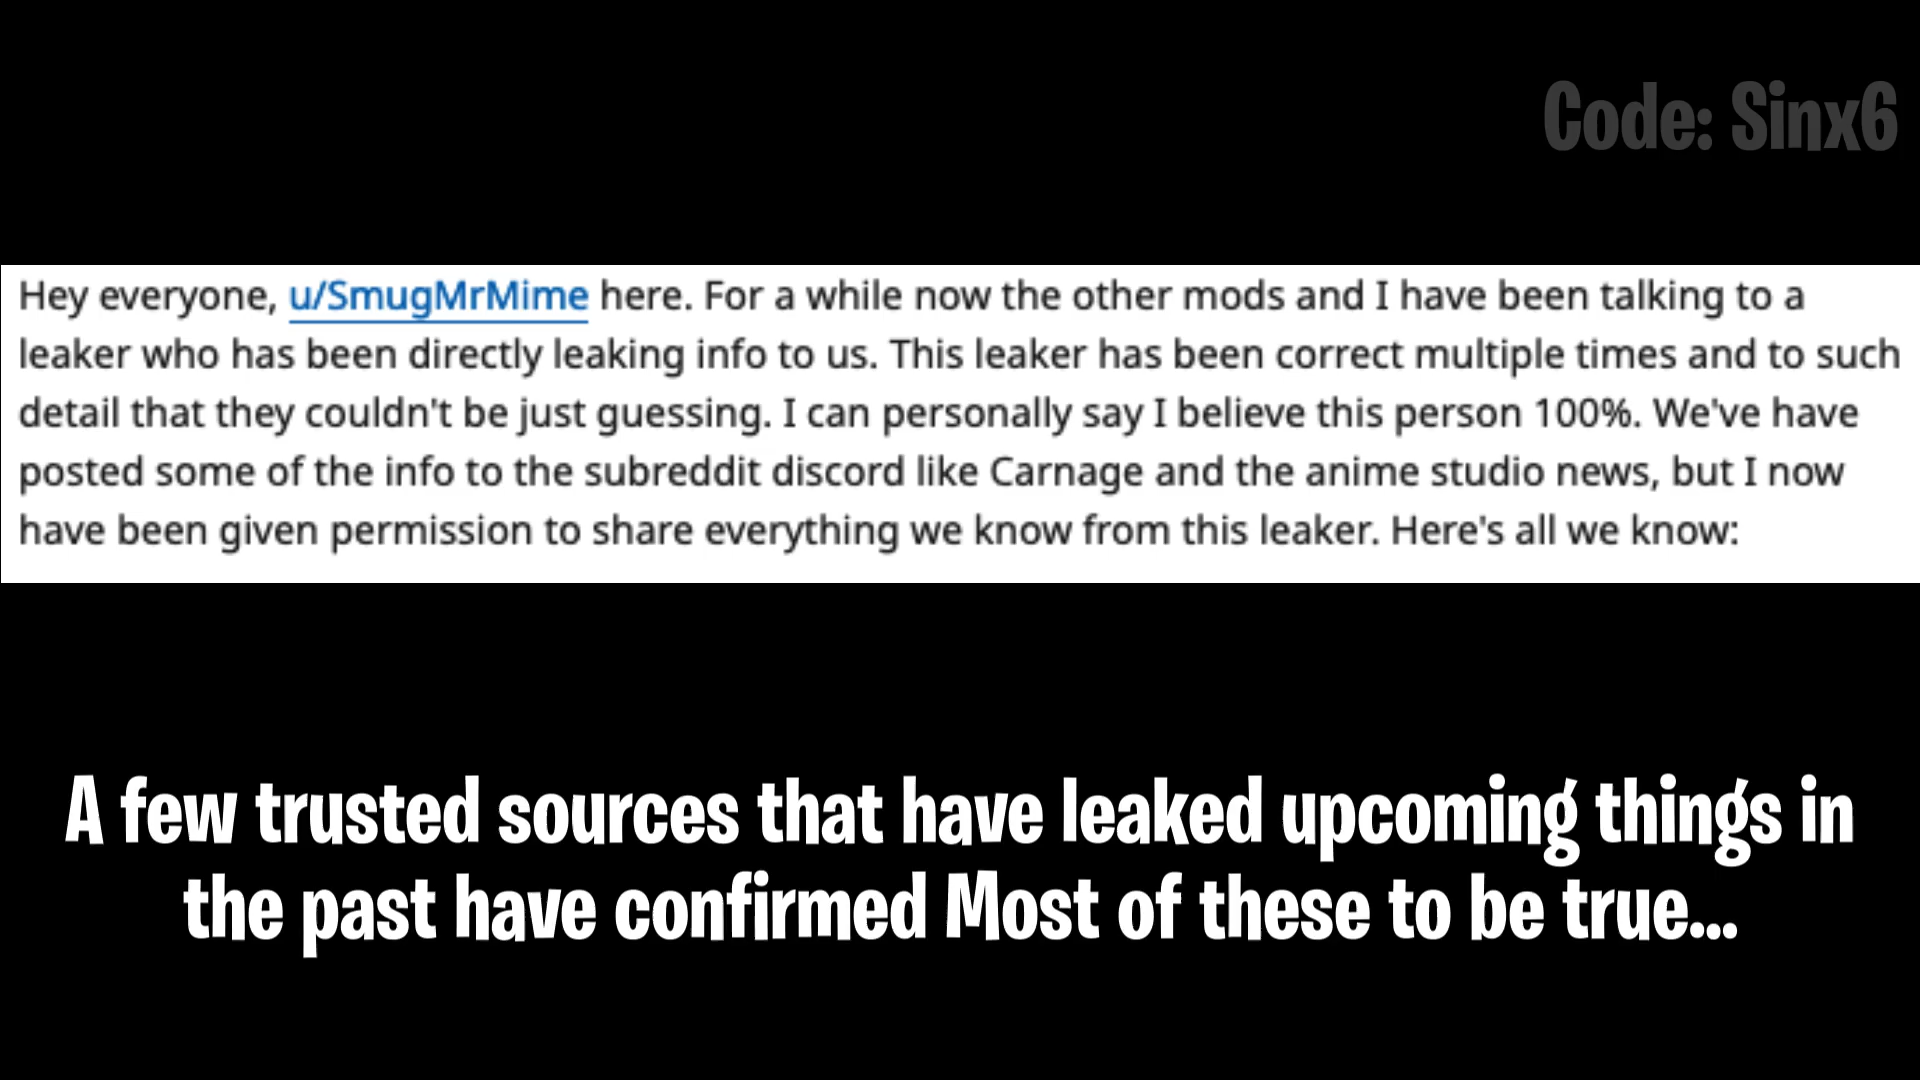 Code: Sinx6
Hey everyone, u/SmugMrMime here. For a while now the other mods and I have been talking to a
leaker who has been directly leaking info to us. This leaker has been correct multiple times and to such
detail that they couldn't be just guessing. I can personally say I believe this person 100%. We've have
posted some of the info to the subreddit discord like Carnage and the anime studio news, but I now
have been given permission to share everything we know from this leaker. Here's all we know:
A few trusted sources that have leaked upcoming things in
the past have confirmed Most of these to be true...